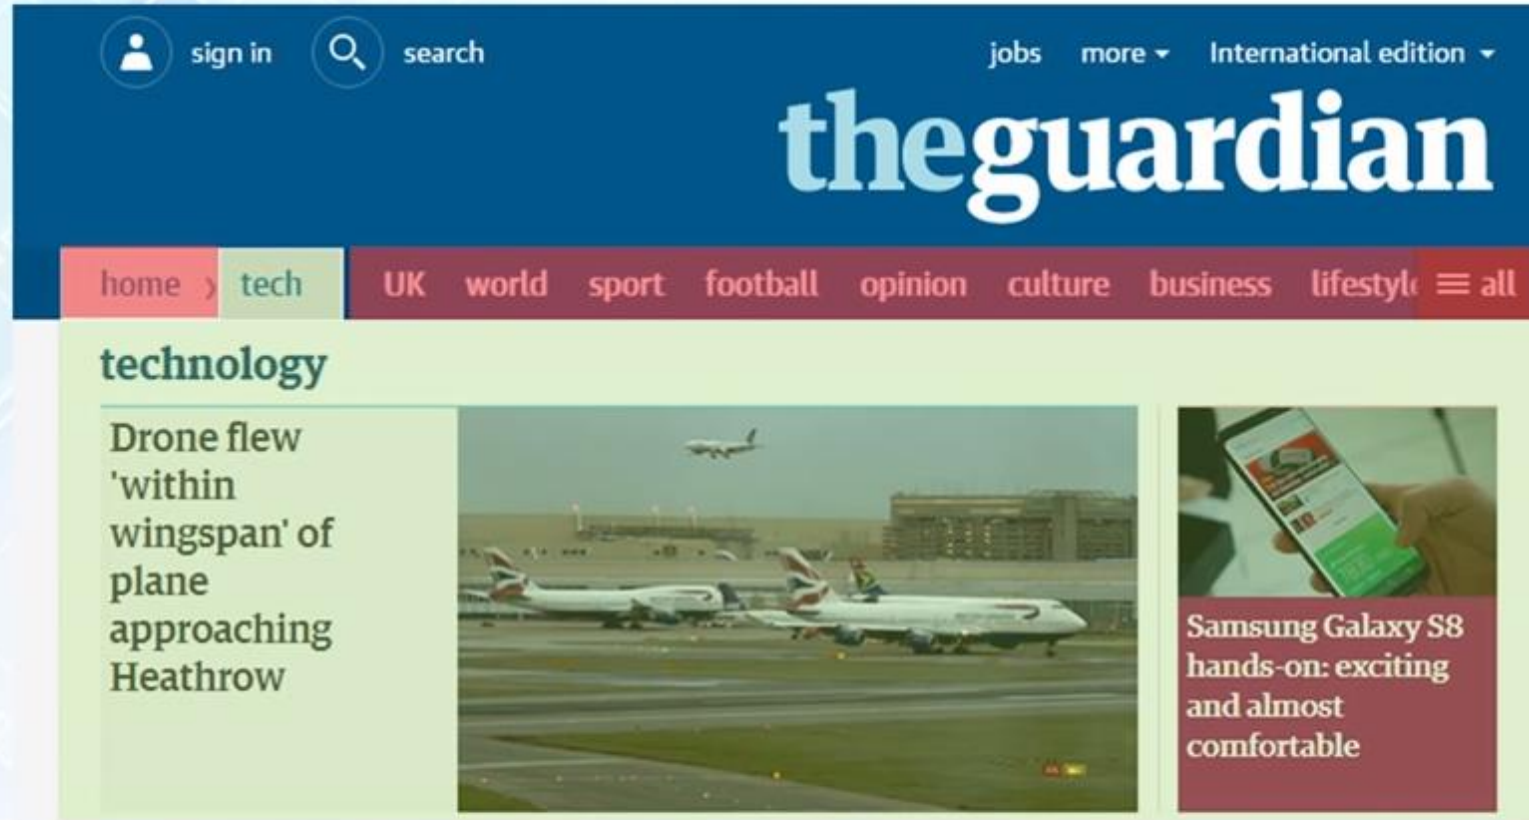 sign in search jobs more International edition
theguardian
home tech UK world sport football opinion culture business lifestyle all
technology
Drone flew
'within
wingspan' of
plane
approaching
Heathrow
Samsung Galaxy S8
hands-on: exciting
and almost
comfortable